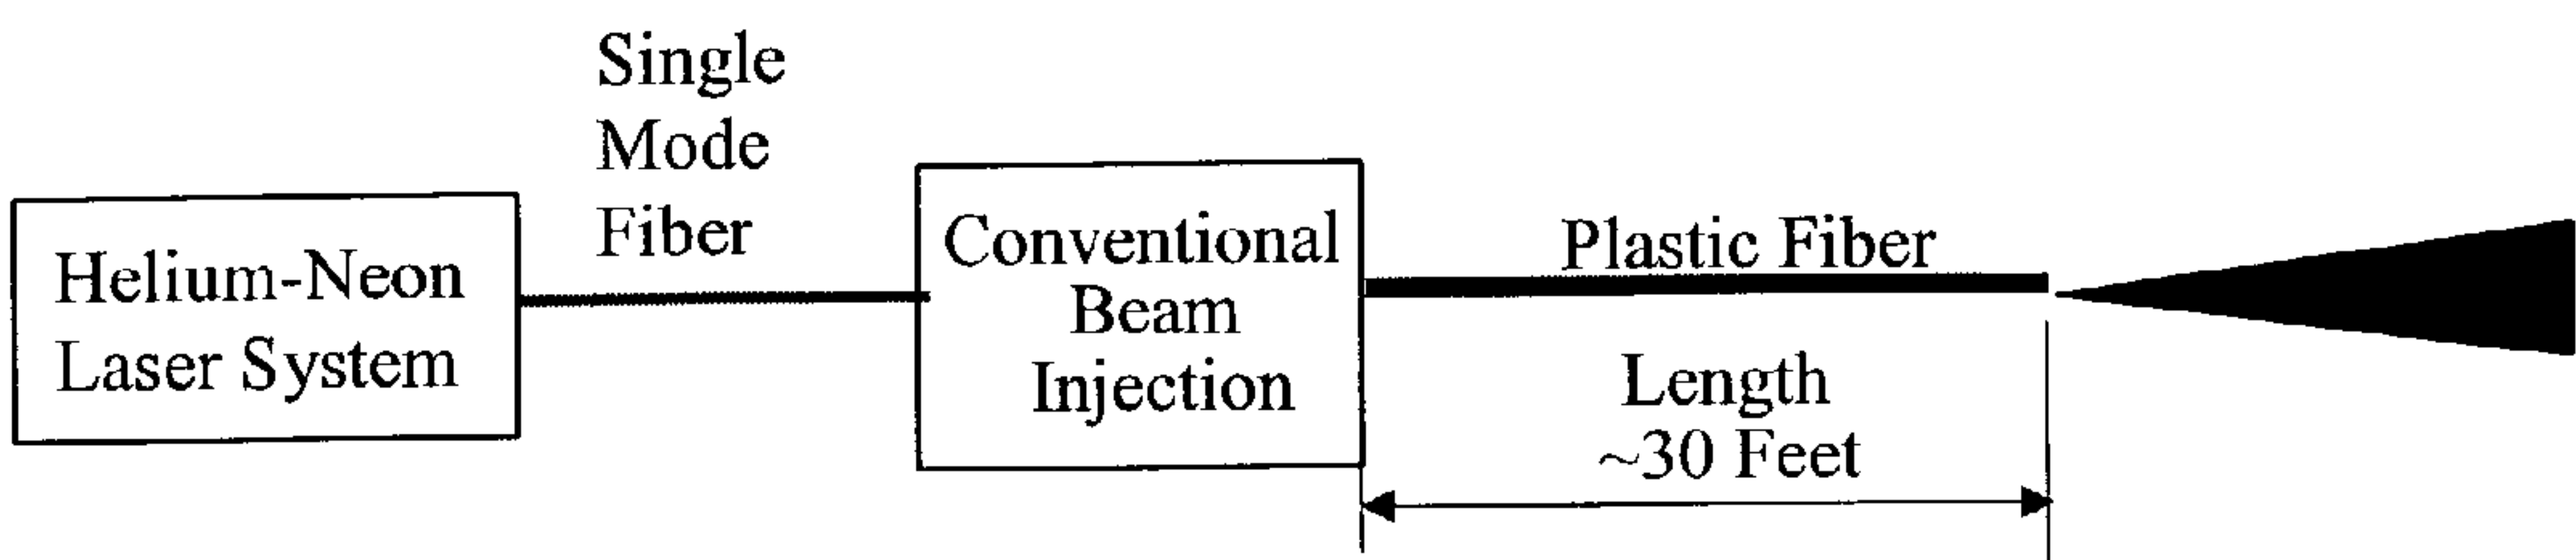 Single
Mode
Fiber
Helium-Neon
Laser System
Conventional
Beam
Injection
Plastic Fiber
Length
~30 Feet